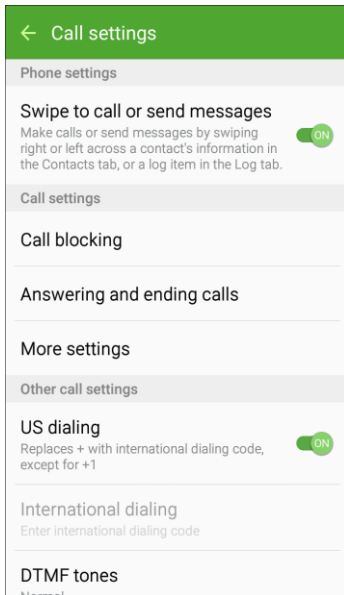 Call settings
Phone settings
Swipe to call or send messages
Make calls or send messages by swiping
right or left across a contact's information in
the Contacts tab, or a log item in the Log tab.
ON
Call settings
Call blocking
Answering and ending calls
More settings
Other call settings
US dialing
Replaces + with international dialing code,
except for +1
ON
International dialing
Enter international dialing code
DTMF tones
Normal